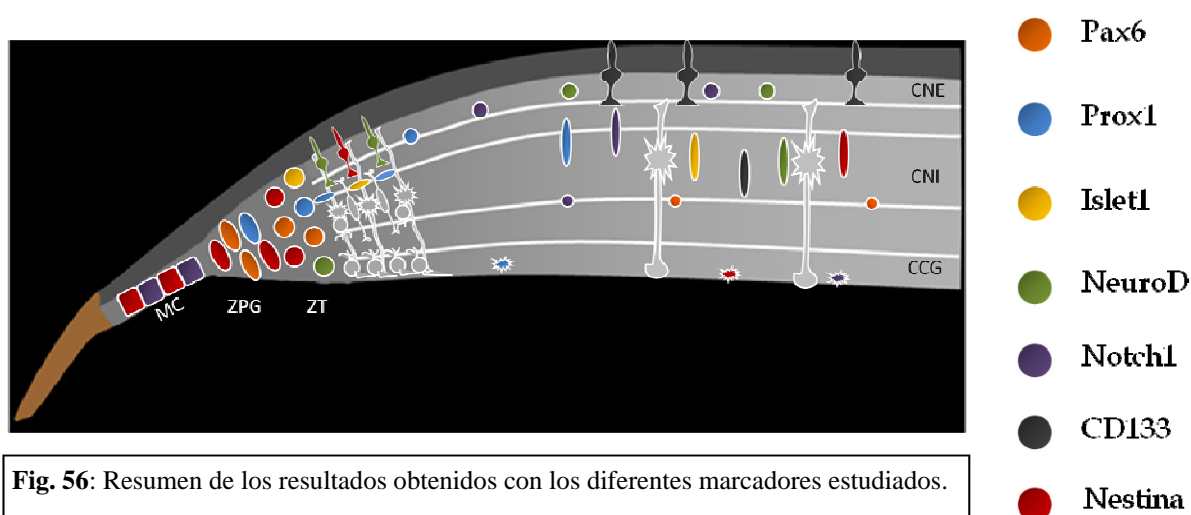 Pax6
Prox1
CNE
CNI
Islet1
CCG
NeuroD
MC
ZPG
ZT
Notch1
CD133
Fig. 56: Resumen de los resultados obtenidos con los diferentes marcadores estudiados.
Nestina